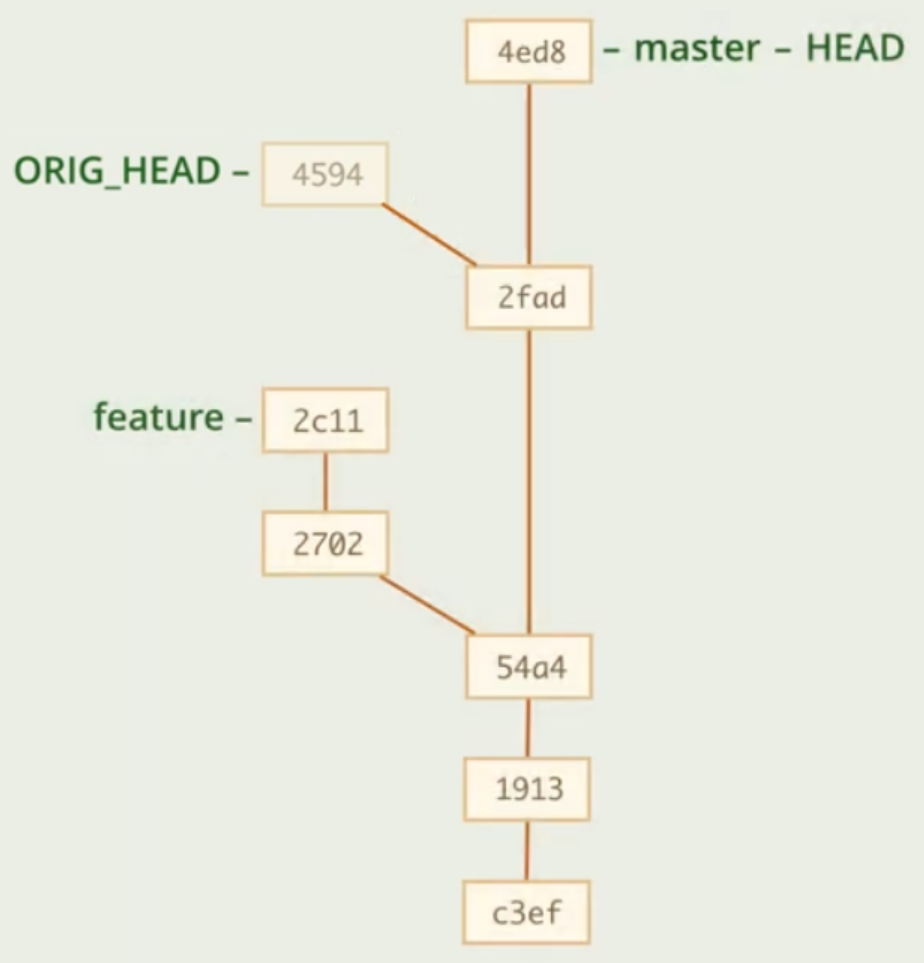 4ed8 – master – HEAD
ORIG_HEAD – 4594
2fad
feature – 2c11
2702
54a4
1913
c3ef